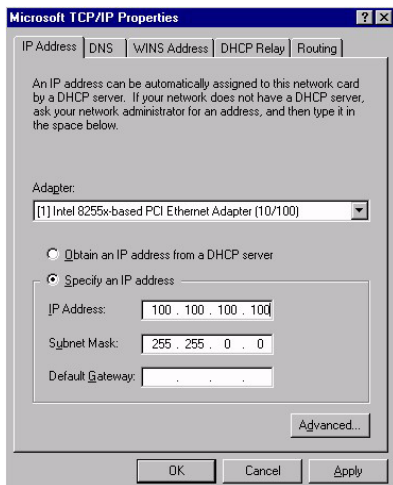 Microsoft TCP/IP Properties
IP Address DNS WINS Address DHCP Relay Routing
An IP address can be automatically assigned to this network card
by a DHCP server. If your network does not have a DHCP server,
ask your network administrator for an address, and then type it in
the space below.
Adapter:
[1] Intel 8255x-based PCI Ethernet Adapter (10/100)
Obtain an IP address from a DHCP server
Specify an IP address
IP Address: 100 . 100 . 100 . 100
Subnet Mask: 255 . 255 . 0 . 0
Default Gateway: . . .
Advanced...
OK Cancel Apply